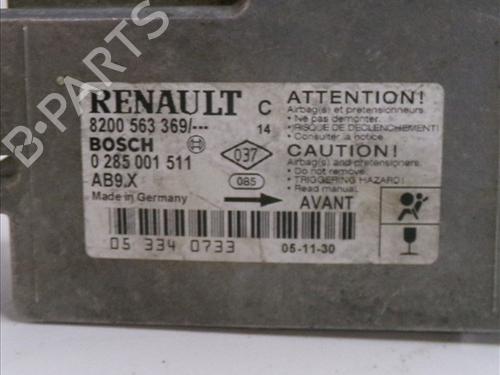 B-PARTS
RENAULT C
8200 563 369/--- 14
BOSCH
0 285 001 511
AB9.X
Made in Germany
037
085
AVANT
ATTENTION!
Airbag(s) et pretensionneurs
• Ne pas demonter.
•(RISQUE DE DECLENCHEMENT)
• Consulter la notice.
CAUTION!
Airbag(s) and pretensioners
• Do not remove.
(TRIGGERING HAZARD!)
• Read manual.
05 334 0733
05-11-30